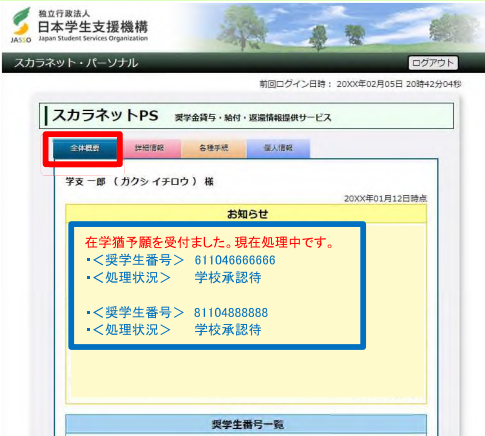 独立行政法人
日本学生支援機構
JASSO Japan Student Services Organization
スカラネット・パーソナル
ログアウト
前回ログイン日時： 20XX年02月05日 20時42分04秒
スカラネットPS 奨学金貸与・給付・返還情報提供サービス
全体概要 詳細情報 各種手続 個人情報
学支 一郎 （ ガクシ イチロウ ） 様
20XX年01月12日時点
お知らせ
在学猶予願を受付ました。現在処理中です。
・＜奨学生番号＞ 611046666666
・＜処理状況＞ 学校承認待
・＜奨学生番号＞ 81104888888
・＜処理状況＞ 学校承認待
奨学生番号一覧